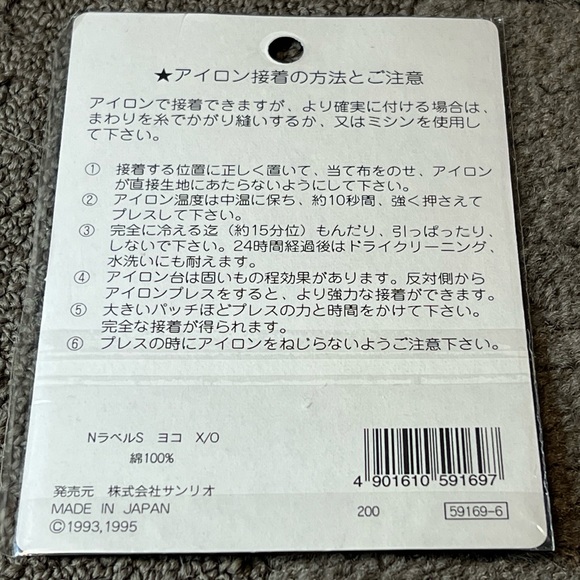 ★アイロン接着の方法とご注意
アイロンで接着できますが、より確実に付ける場合は、
まわりを糸でかがり縫いするか、又はミシンを使用し
て下さい。
① 接着する位置に正しく置いて、当て布をのせ、アイロン
が直接生地にあたらないようにして下さい。
② アイロン温度は中温に保ち、約10秒間、強く押さえて
プレスして下さい。
③ 完全に冷える迄（約15分位）もんだり、引っぱったり、
しないで下さい。24時間経過後はドライクリーニング、
水洗いにも耐えます。
④ アイロン台は固いもの程効果があります。反対側から
アイロンプレスをすると、より強力な接着ができます。
⑤ 大きいパッチほどプレスの力と時間をかけて下さい。
完全な接着が得られます。
⑥ プレスの時にアイロンをねじらないようご注意下さい。
NラベルS ヨコ X/O
綿100%
4 901610 591697
発売元 株式会社サンリオ
MADE IN JAPAN
200
59169-6
©1993,1995